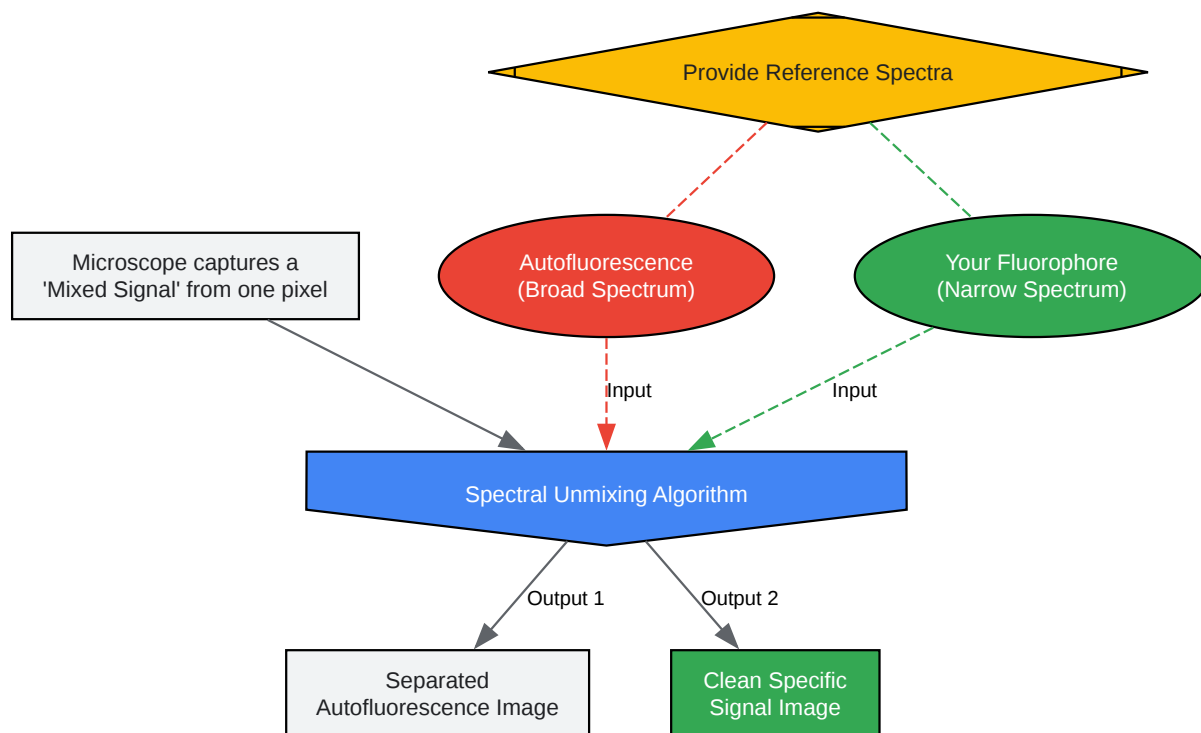 Provide Reference Spectra
Microscope captures a
'Mixed Signal' from one pixel
Autofluorescence
(Broad Spectrum)
Your Fluorophore
(Narrow Spectrum)
Input
Input
Spectral Unmixing Algorithm
Output 1
Output 2
Separated
Autofluorescence Image
Clean Specific
Signal Image